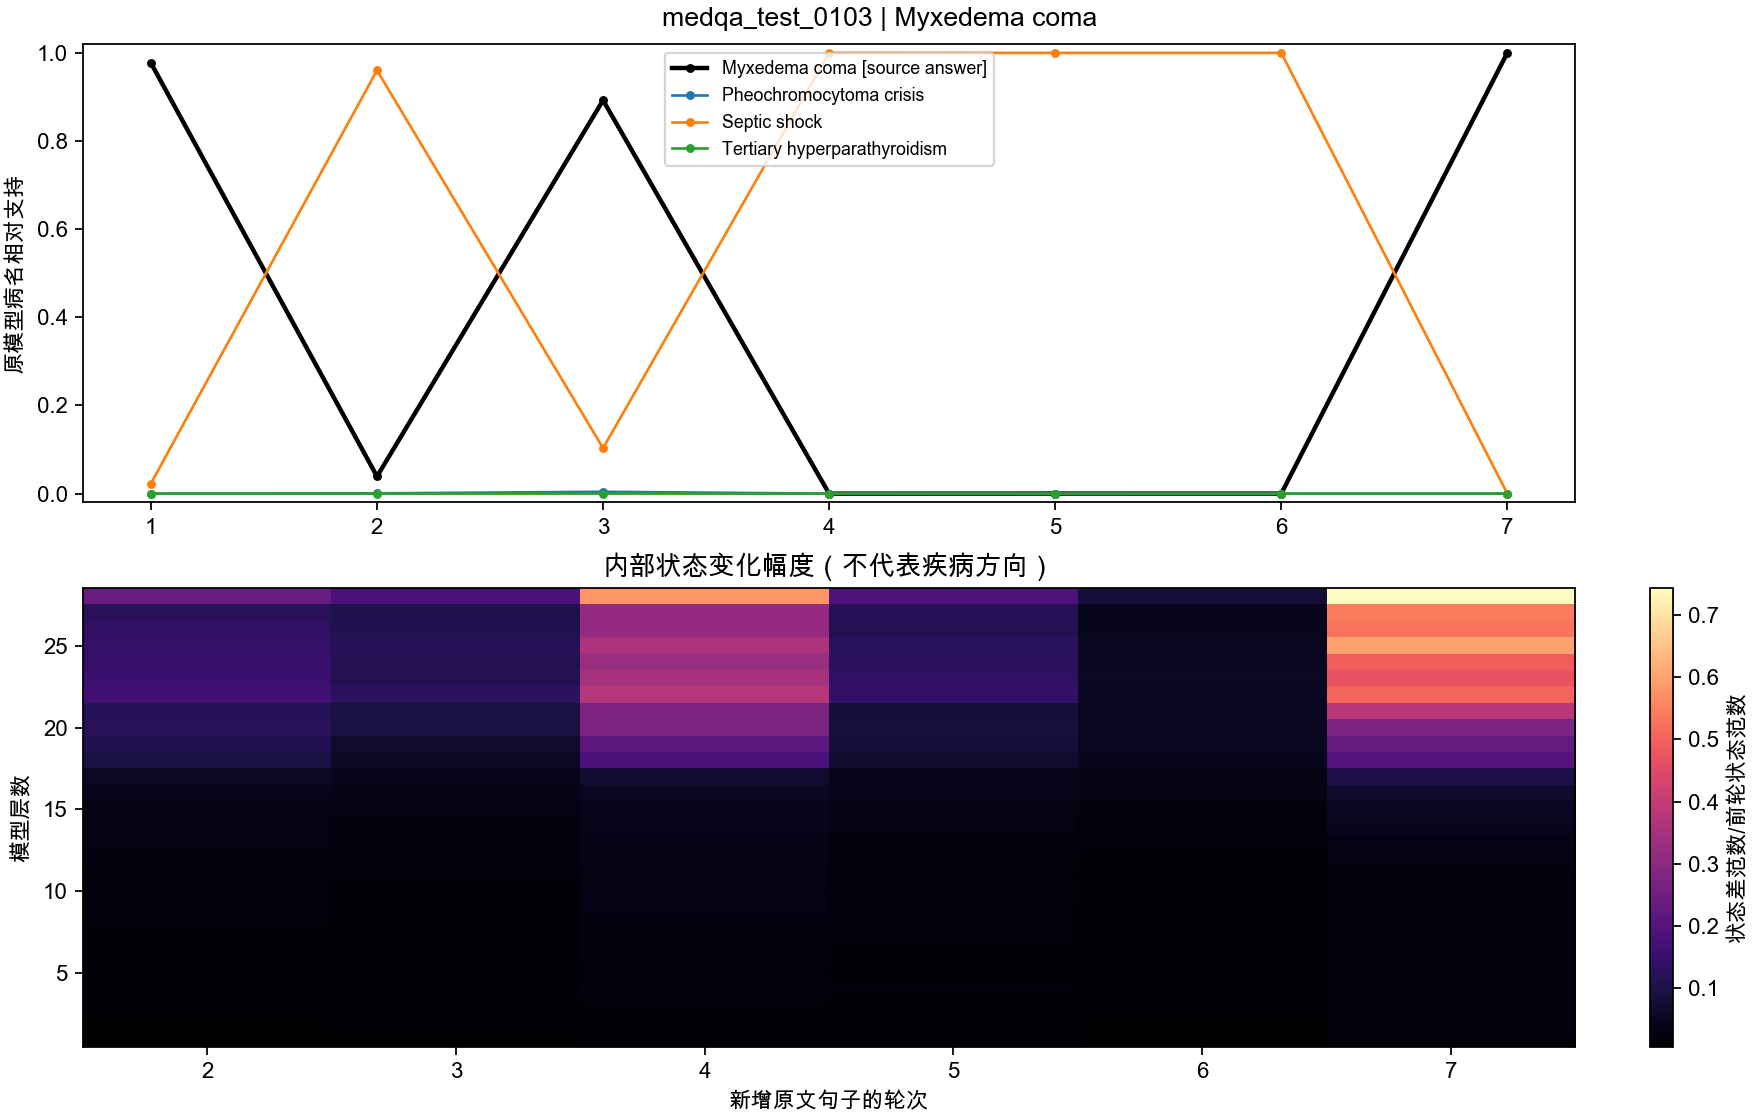 medqa_test_0103 | Myxedema coma
原模型病名相对支持
1.0
0.8
0.6
0.4
0.2
0.0
Myxedema coma [source answer]
Pheochromocytoma crisis
Septic shock
Tertiary hyperparathyroidism
1 2 3 4 5 6 7
内部状态变化幅度（不代表疾病方向）
模型层数
25
20
15
10
5
2 3 4 5 6 7
新增原文句子的轮次
0.7
0.6
0.5
0.4
0.3
0.2
0.1
状态差范数/前轮状态范数